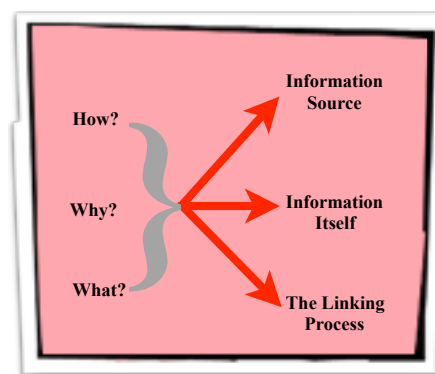 How?
Why?
What?
Information
Source
Information
Itself
The Linking
Process